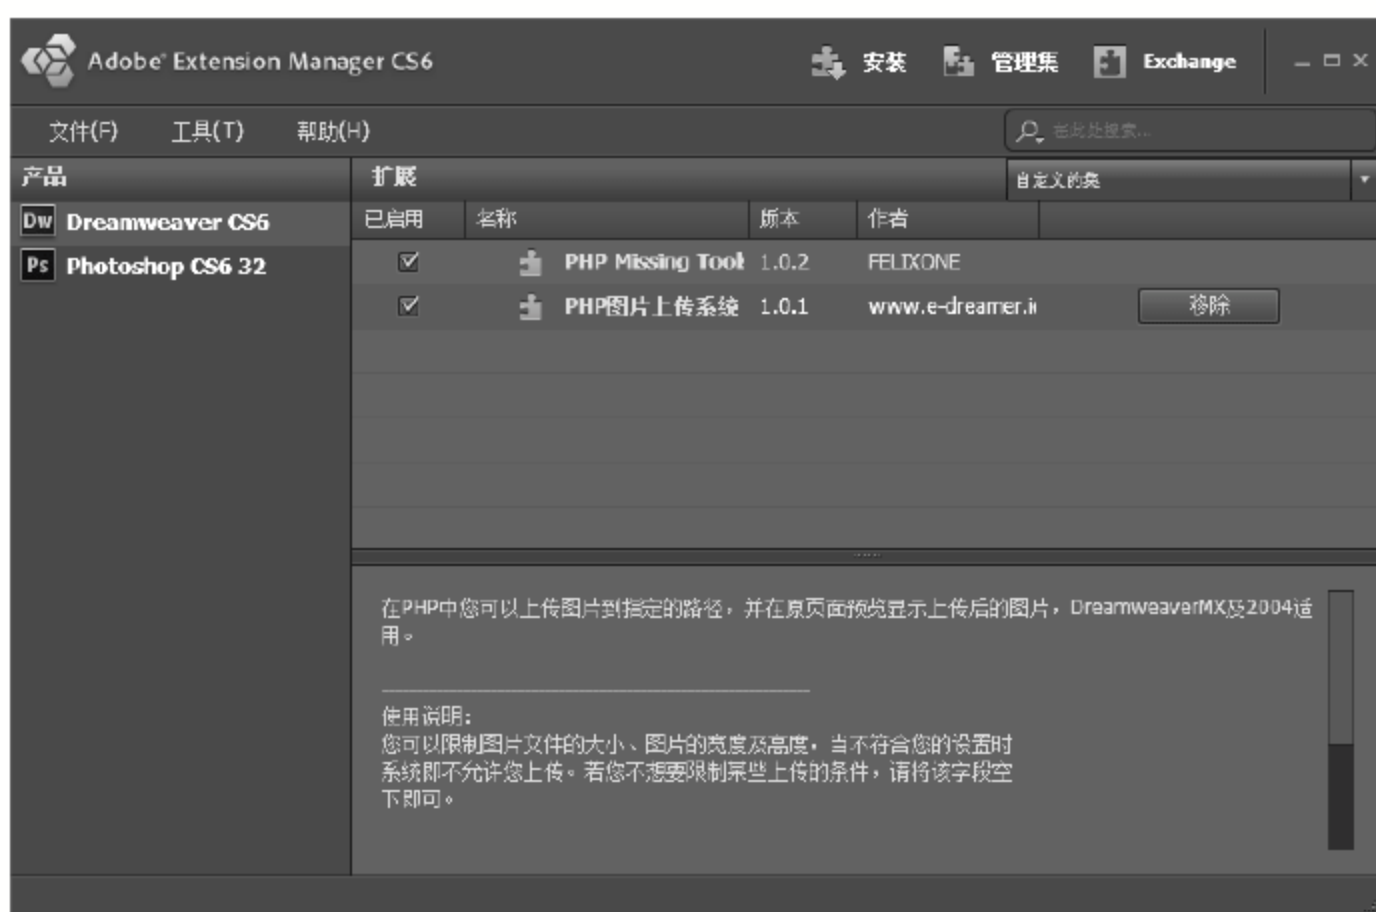 Adobe® Extension Manager CS6
安装 管理集 Exchange
文件(F) 工具(T) 帮助(H)
在此处搜索...
产品
扩展
自定义的集
Dw Dreamweaver CS6
Ps Photoshop CS6 32
已启用 名称 版本 作者
PHP Missing Tool 1.0.2 FELIXONE
PHP图片上传系统 1.0.1 www.e-dreamer.i 移除
在PHP中您可以上传图片到指定的路径，并在原页面预览显示上传后的图片，DreamweaverMX及2004适
用。
使用说明:
您可以限制图片文件的大小、图片的宽度及高度，当不符合您的设置时
系统即不允许您上传。若您不想要限制某些上传的条件，请将该字段空
下即可。